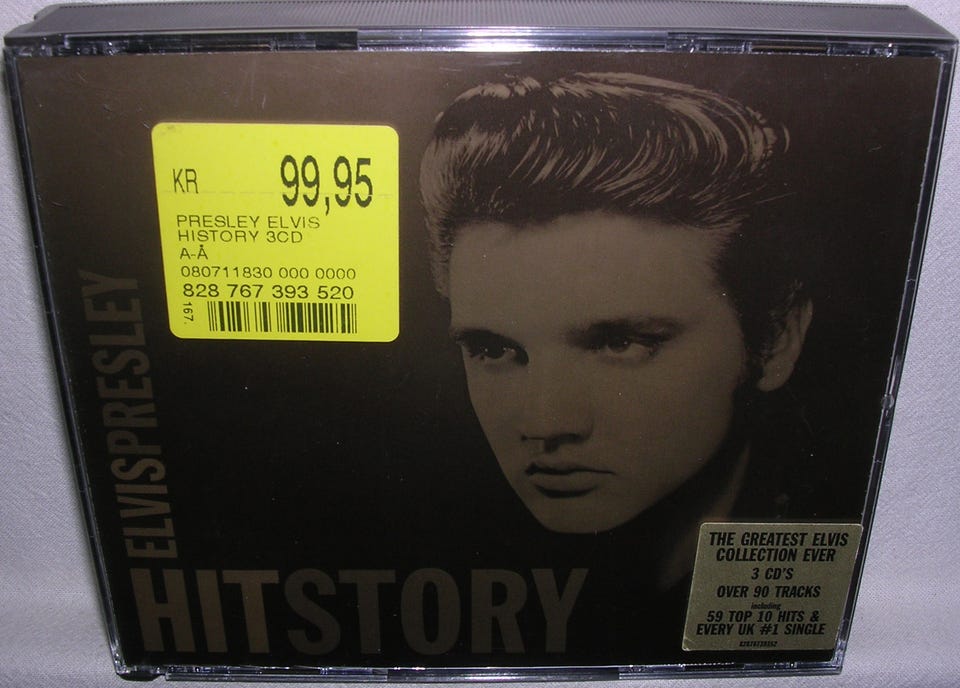 KR 99,95
PRESLEY ELVIS
HISTORY 3CD
A-Å
080711830 000 0000
828 767 393 520
167.
ELVISPRESLEY
HITSTORY
THE GREATEST ELVIS
COLLECTION EVER
3 CD'S
OVER 90 TRACKS
including
59 TOP 10 HITS &
EVERY UK #1 SINGLE
82876739352